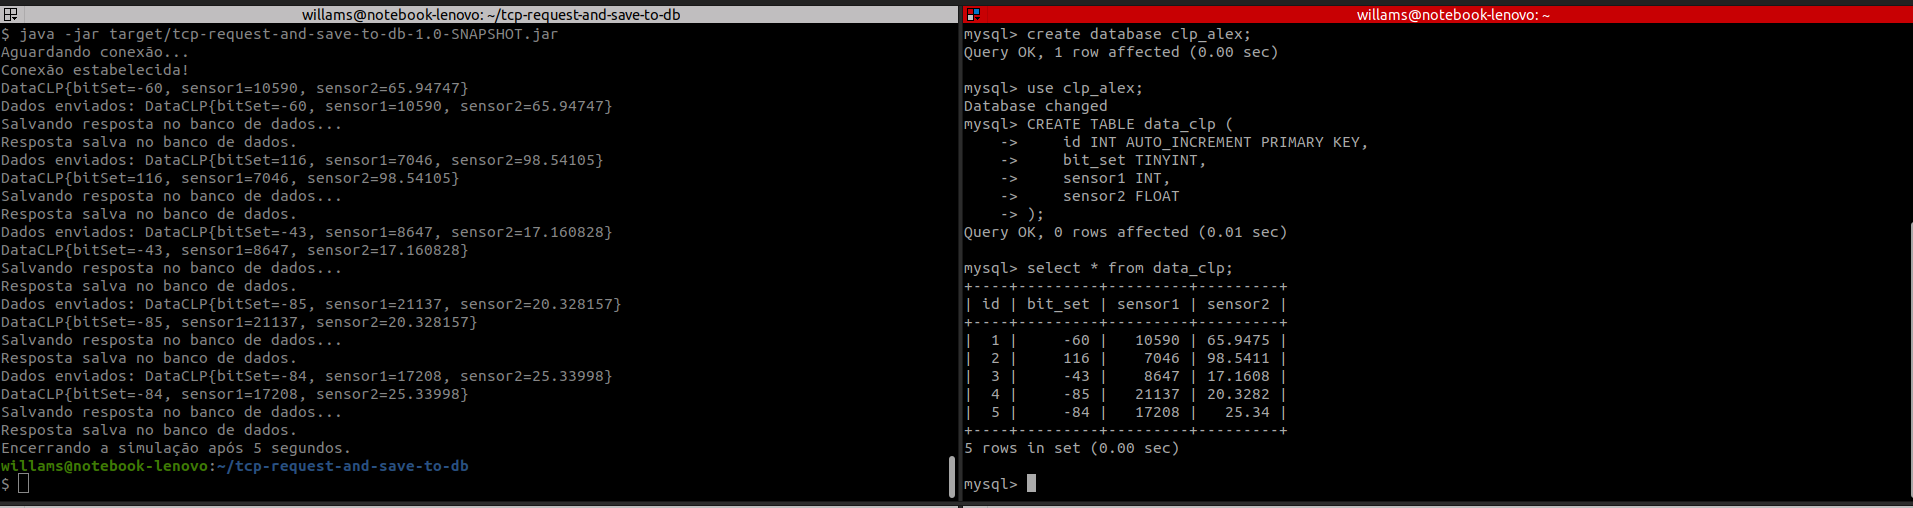 willams@notebook-lenovo: ~/tcp-request-and-save-to-db
$ java -jar target/tcp-request-and-save-to-db-1.0-SNAPSHOT.jar
Aguardando conexão...
Conexão estabelecida!
DataCLP{bitSet=-60, sensor1=10590, sensor2=65.94747}
Dados enviados: DataCLP{bitSet=-60, sensor1=10590, sensor2=65.94747}
Salvando resposta no banco de dados...
Resposta salva no banco de dados.
Dados enviados: DataCLP{bitSet=116, sensor1=7046, sensor2=98.54105}
DataCLP{bitSet=116, sensor1=7046, sensor2=98.54105}
Salvando resposta no banco de dados...
Resposta salva no banco de dados.
Dados enviados: DataCLP{bitSet=-43, sensor1=8647, sensor2=17.160828}
DataCLP{bitSet=-43, sensor1=8647, sensor2=17.160828}
Salvando resposta no banco de dados...
Resposta salva no banco de dados.
Dados enviados: DataCLP{bitSet=-85, sensor1=21137, sensor2=20.328157}
DataCLP{bitSet=-85, sensor1=21137, sensor2=20.328157}
Salvando resposta no banco de dados...
Resposta salva no banco de dados.
Dados enviados: DataCLP{bitSet=-84, sensor1=17208, sensor2=25.33998}
DataCLP{bitSet=-84, sensor1=17208, sensor2=25.33998}
Salvando resposta no banco de dados...
Resposta salva no banco de dados.
Encerrando a simulação após 5 segundos.
willams@notebook-lenovo:~/tcp-request-and-save-to-db
$
willams@notebook-lenovo: ~
mysql> create database clp_alex;
Query OK, 1 row affected (0.00 sec)
mysql> use clp_alex;
Database changed
mysql> CREATE TABLE data_clp (
    ->     id INT AUTO_INCREMENT PRIMARY KEY,
    ->     bit_set TINYINT,
    ->     sensor1 INT,
    ->     sensor2 FLOAT
    -> );
Query OK, 0 rows affected (0.01 sec)
mysql> select * from data_clp;
+----+---------+---------+---------+
| id | bit_set | sensor1 | sensor2 |
+----+---------+---------+---------+
|  1 |     -60 |   10590 | 65.9475 |
|  2 |     116 |    7046 | 98.5411 |
|  3 |     -43 |    8647 | 17.1608 |
|  4 |     -85 |   21137 | 20.3282 |
|  5 |     -84 |   17208 |   25.34 |
+----+---------+---------+---------+
5 rows in set (0.00 sec)
mysql>